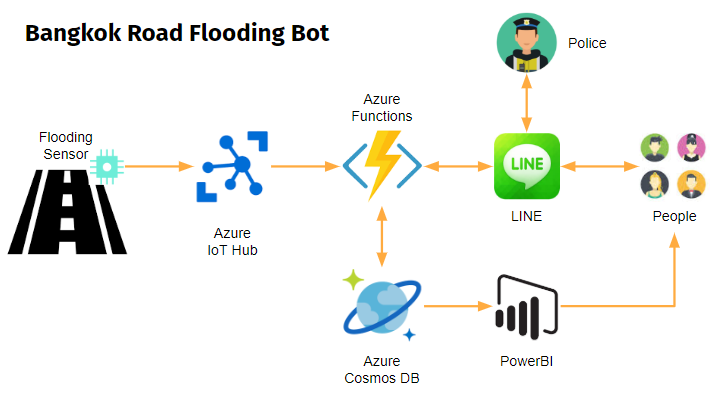 Bangkok Road Flooding Bot
Police
Azure
Functions
Flooding
Sensor
LINE
Azure
IoT Hub
LINE
People
Azure
Cosmos DB
PowerBI